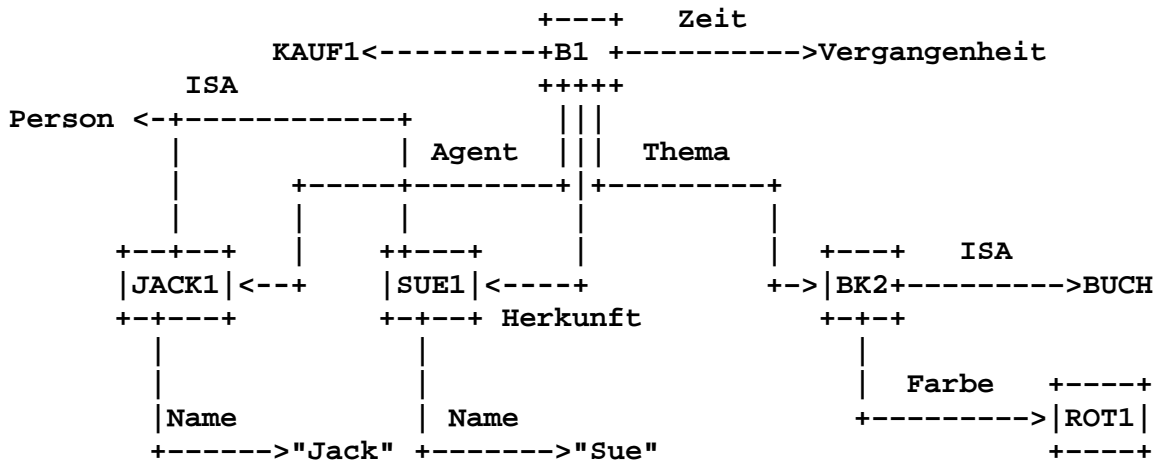 Zeit
KAUF1 B1 Vergangenheit
ISA
Person
Agent Thema
ISA
JACK1 SUE1 BK2 BUCH
Herkunft
Farbe
Name Name ROT1
"Jack" "Sue"